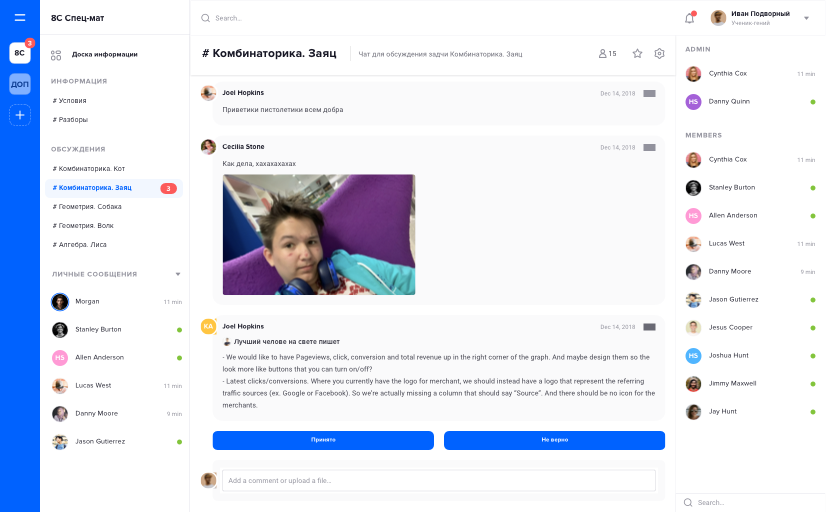 3
8С
ДОП
8С Спец-мат
Доска информации
ИНФОРМАЦИЯ
# Условия
# Разборы
ОБСУЖДЕНИЯ
# Комбинаторика. Кот
# Комбинаторика. Заяц
3
# Геометрия. Собака
# Геометрия. Волк
# Алгебра. Лиса
ЛИЧНЫЕ СООБЩЕНИЯ
Morgan
11 min
Stanley Burton
HS
Allen Anderson
Lucas West
11 min
Danny Moore
9 min
Jason Gutierrez
Search...
Иван Подворный
Ученик-гений
# Комбинаторика. Заяц
Чат для обсуждения задчи Комбинаторика. Заяц
15
Joel Hopkins
Dec 14, 2018
Приветики пистолетики всем добра
Cecilia Stone
Dec 14, 2018
Как дела, хахахахахах
KA
Joel Hopkins
Dec 14, 2018
Лучший челове на свете пишет
- We would like to have Pageviews, click, conversion and total revenue up in the right corner of the graph. And maybe design them so the
look more like buttons that you can turn on/off?
- Latest clicks/conversions. Where you currently have the logo for merchant, we should instead have a logo that represent the referring
traffic sources (ex. Google or Facebook). So we're actually missing a column that should say "Source". And there should be no icon for the
merchants.
Принято
Не верно
Add a comment or upload a file...
ADMIN
Cynthia Cox
11 min
HS
Danny Quinn
MEMBERS
Cynthia Cox
11 min
Stanley Burton
HS
Allen Anderson
Lucas West
11 min
Danny Moore
9 min
Jason Gutierrez
Jesus Cooper
HS
Joshua Hunt
Jimmy Maxwell
Jay Hunt
Search...